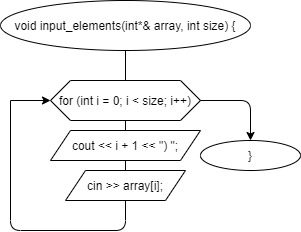 void input_elements(int*& array, int size) {
for (int i = 0; i < size; i++)
cout << i + 1 << ") ";
}
cin >> array[i];